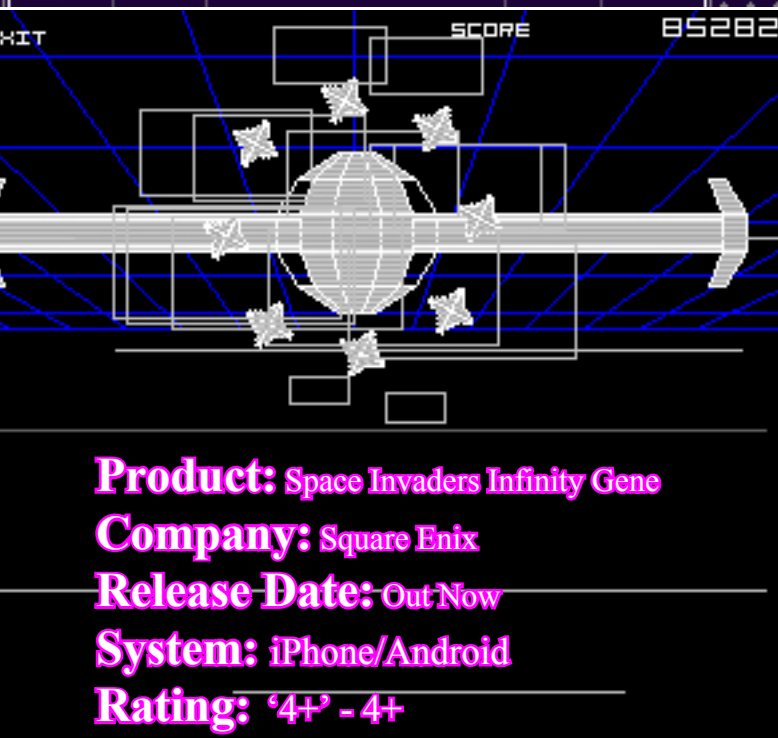 XIT SCORE 85282
Product: Space Invaders Infinity Gene
Company: Square Enix
Release Date: Out Now
System: iPhone/Android
Rating: ‘4+’ - 4+